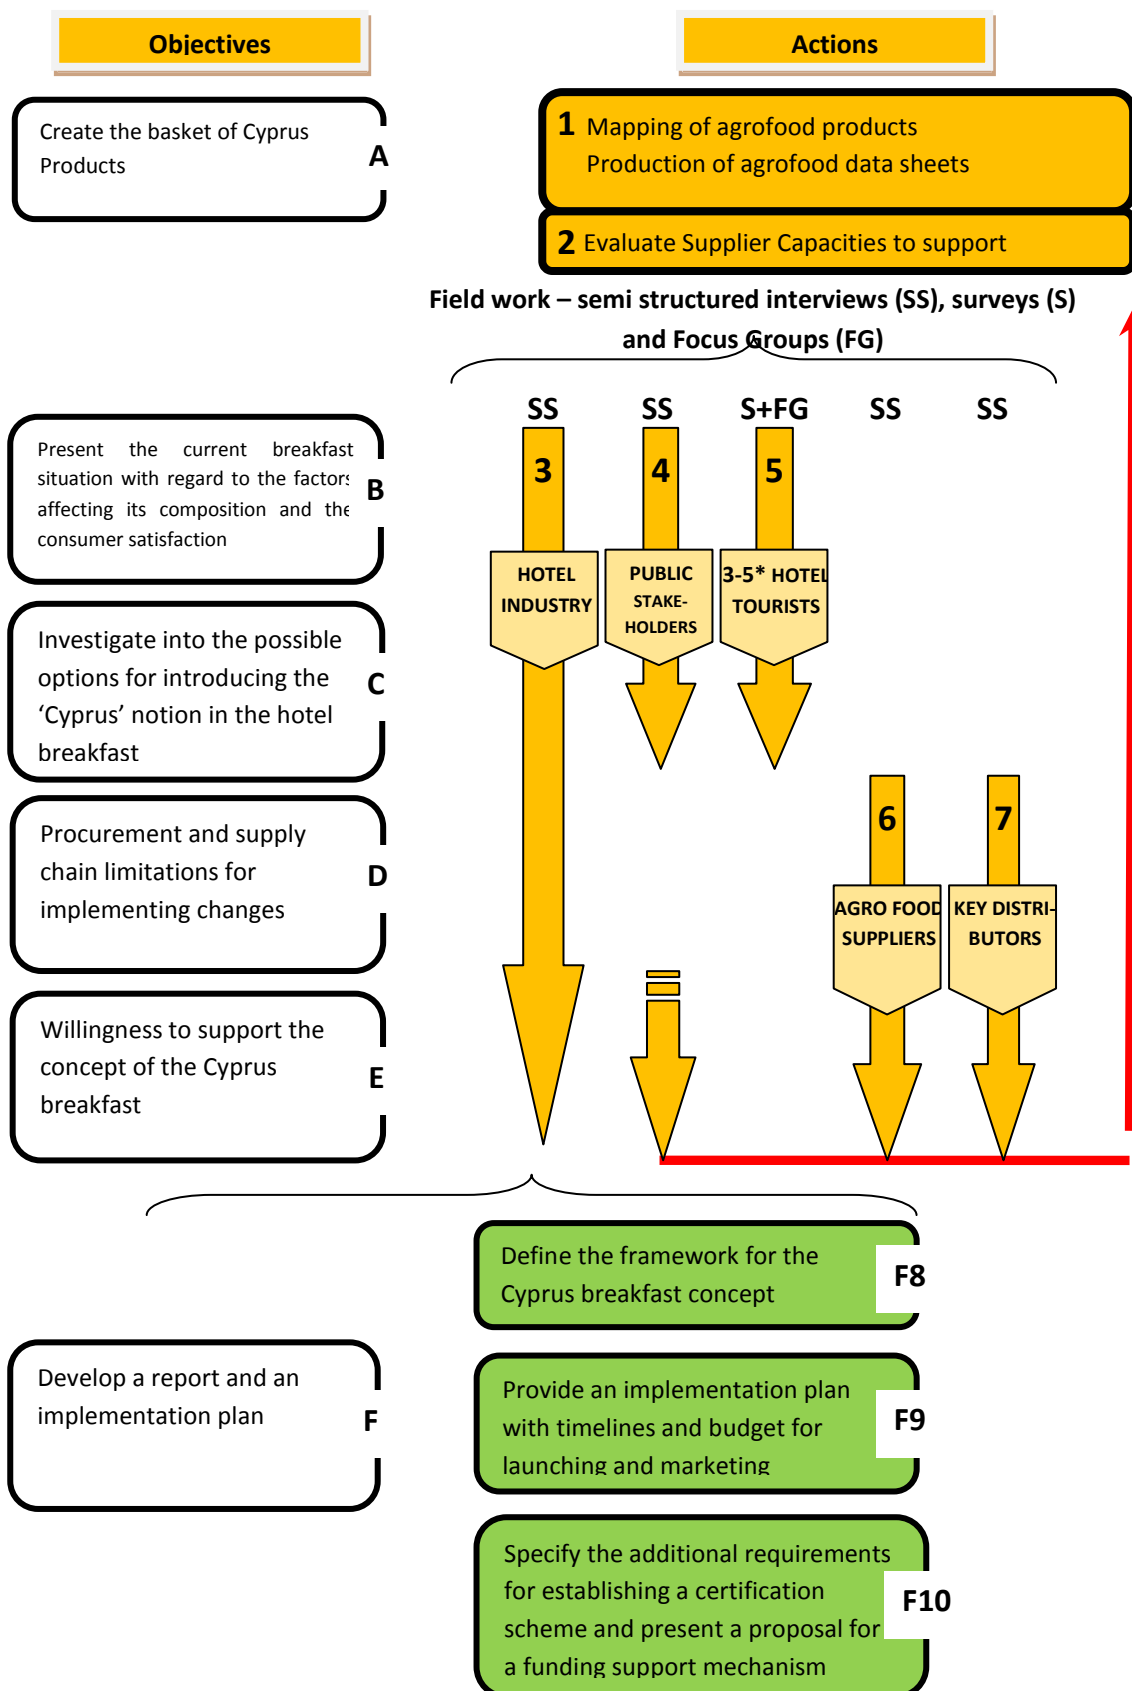 Objectives
Actions
Create the basket of Cyprus
Products
A
1 Mapping of agrofood products
Production of agrofood data sheets
2 Evaluate Supplier Capacities to support
Field work – semi structured interviews (SS), surveys (S)
and Focus Groups (FG)
SS SS S+FG SS SS
Present the current breakfast
situation with regard to the factors
affecting its composition and the
consumer satisfaction
B
3 4 5
HOTEL
INDUSTRY
PUBLIC
STAKE-
HOLDERS
3-5* HOTEL
TOURISTS
Investigate into the possible
options for introducing the
‘Cyprus’ notion in the hotel
breakfast
C
Procurement and supply
chain limitations for
implementing changes
D
6 7
AGRO FOOD
SUPPLIERS
KEY DISTRI-
BUTORS
Willingness to support the
concept of the Cyprus
breakfast
E
Define the framework for the
Cyprus breakfast concept
F8
Develop a report and an
implementation plan
F
Provide an implementation plan
with timelines and budget for
launching and marketing
F9
Specify the additional requirements
for establishing a certification
scheme and present a proposal for
a funding support mechanism
F10